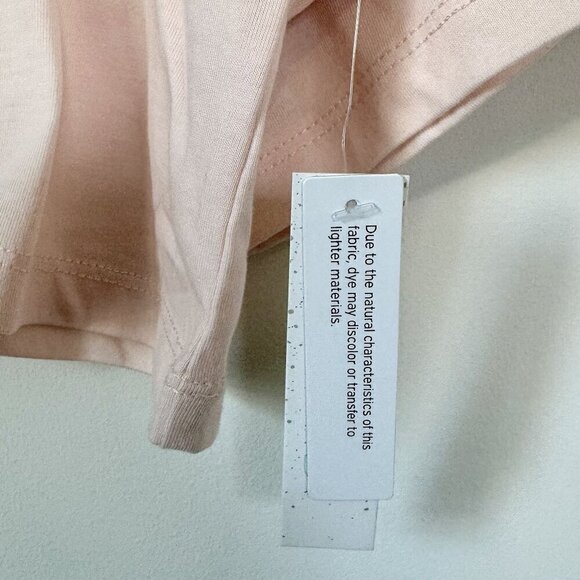 Due to the natural characteristics of this
fabric, dye may discolor or transfer to
lighter materials.